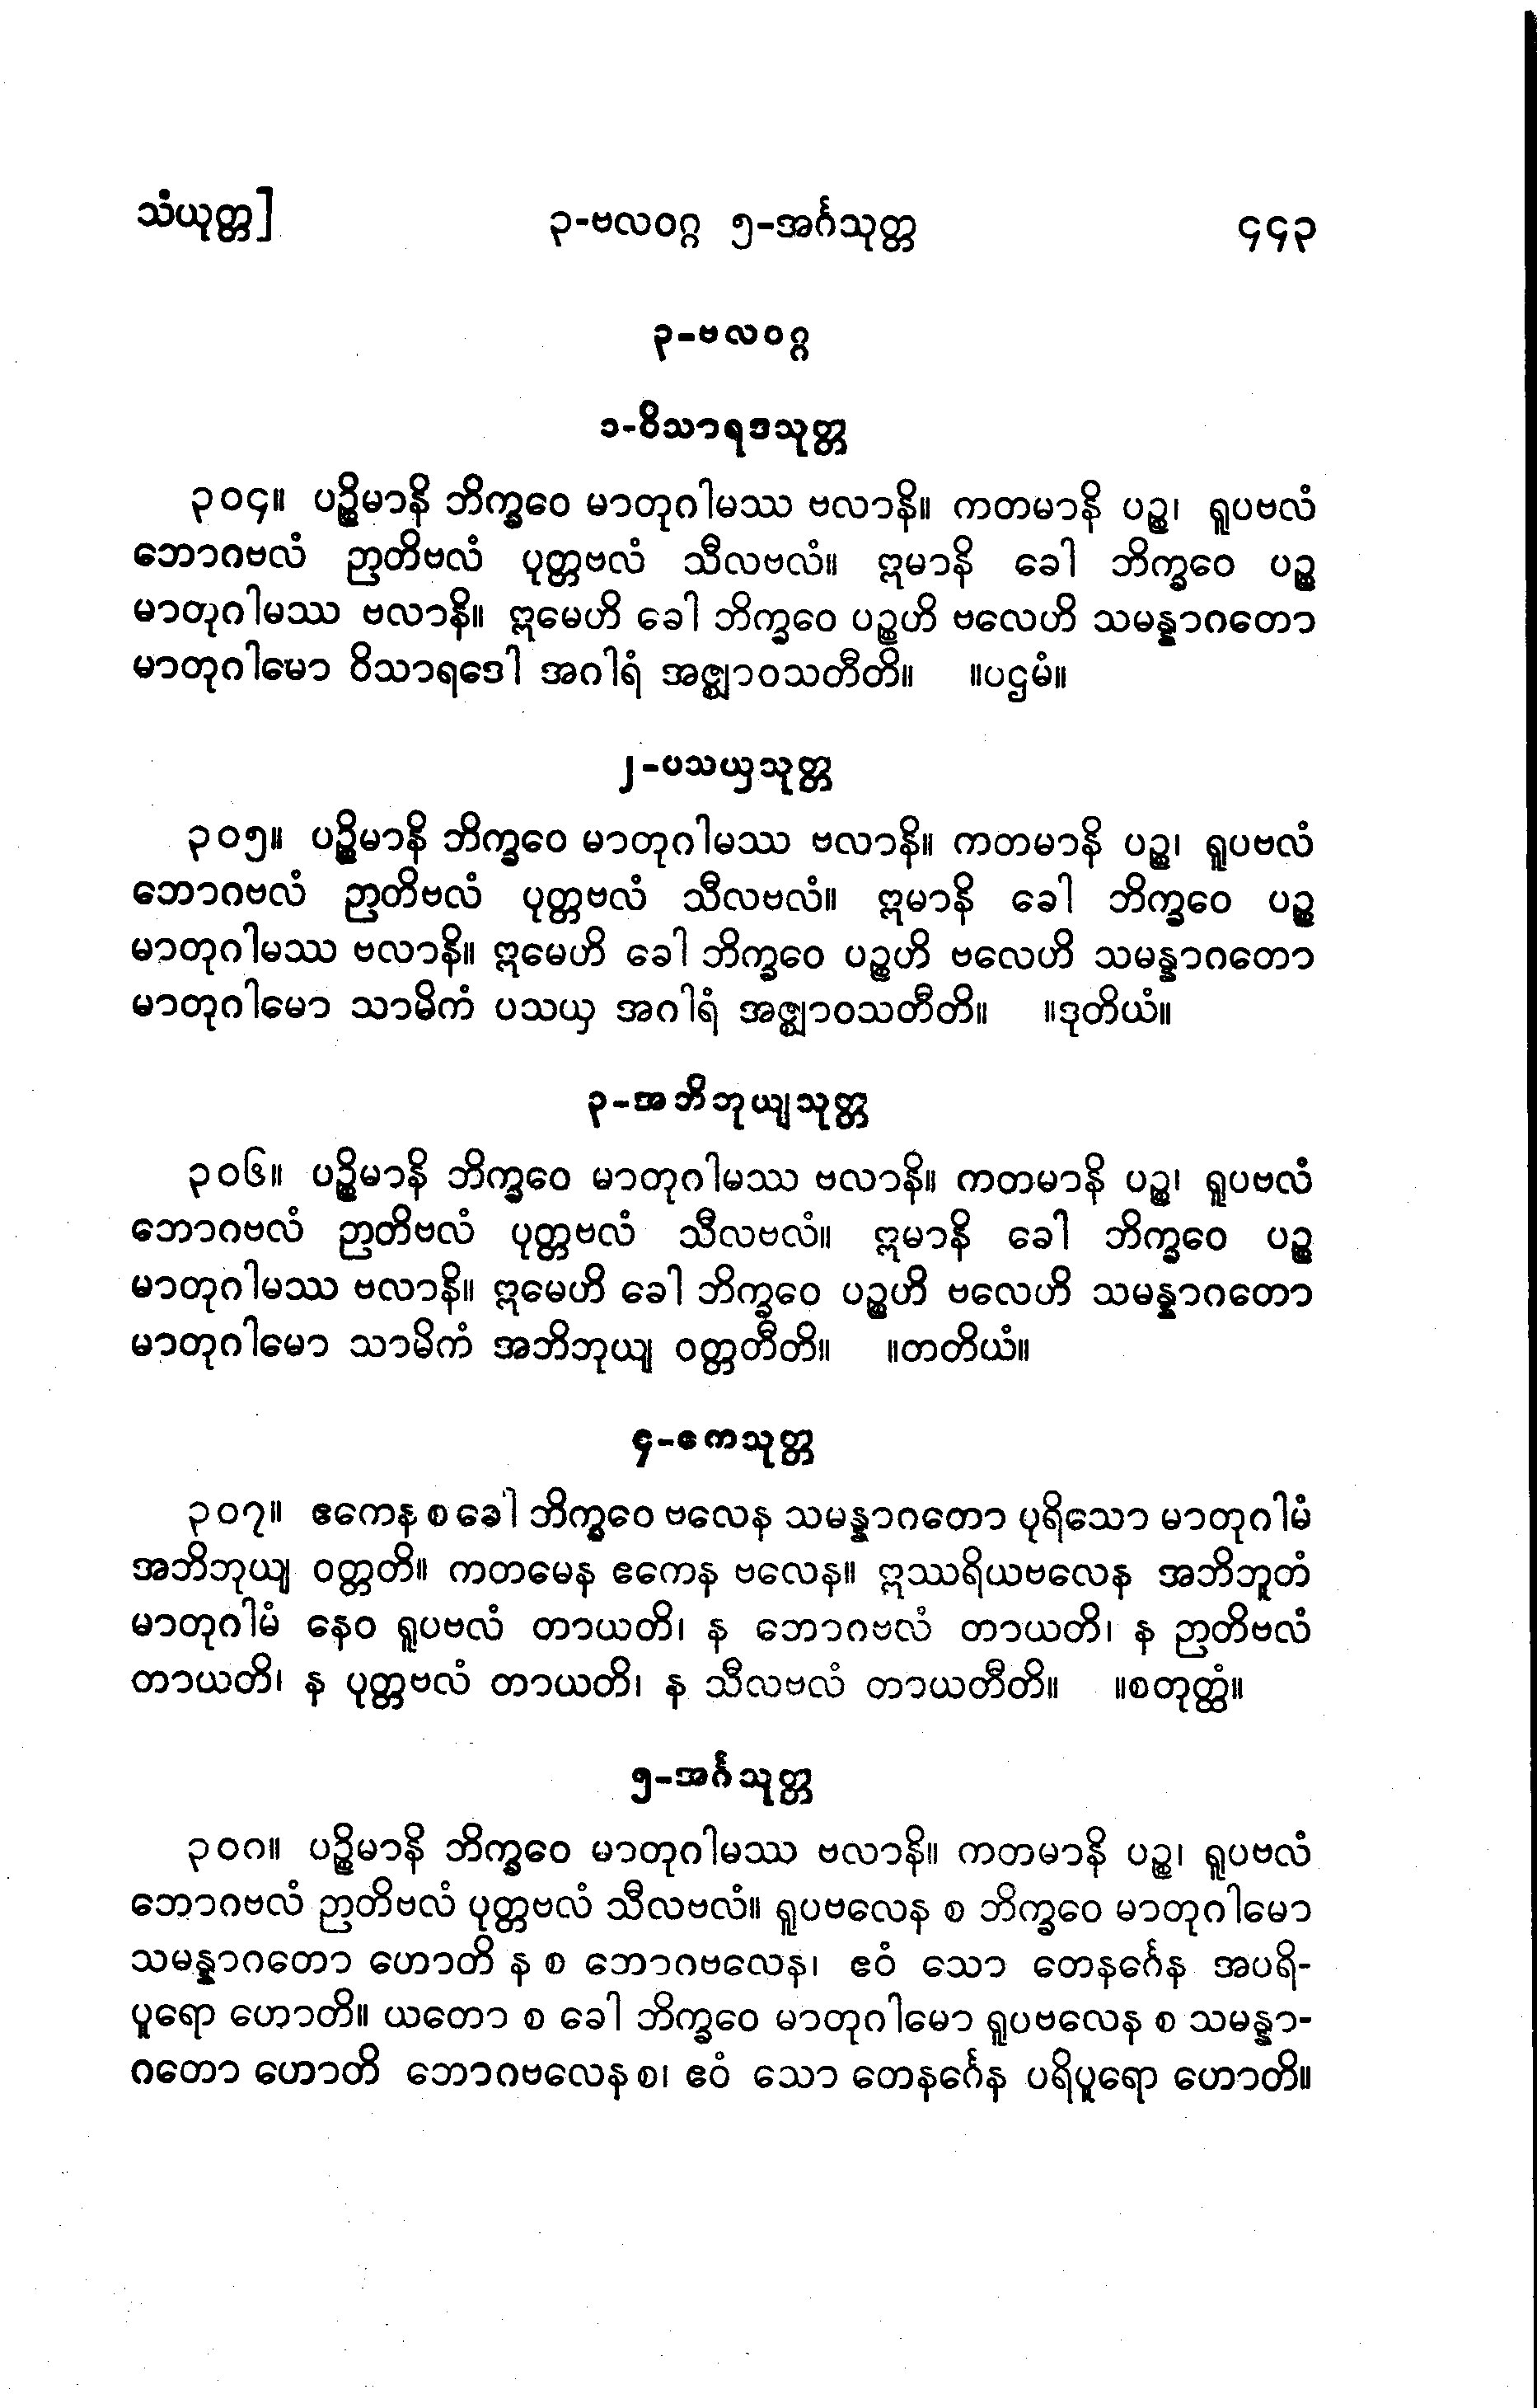 သံယုတ္တ] ၃-ဗလဝဂ္ဂ ၅-အင်္ဂသုတ္တ ၄၄၃
၃-ဗလဝဂ္ဂ
၁-ဝိသာရဒသုတ္တ
၃၀၄။ ပဉ္စိမာနိ ဘိက္ခဝေ မာတုဂါမဿ ဗလာနိ။ ကတမာနိ ပဉ္စ၊ ရူပဗလံ
ဘောဂဗလံ ဉာတိဗလံ ပုတ္တဗလံ သီလဗလံ။ ဣမာနိ ခေါ ဘိက္ခဝေ ပဉ္စ
မာတုဂါမဿ ဗလာနိ။ ဣမေဟိ ခေါ ဘိက္ခဝေ ပဉ္စဟိ ဗလေဟိ သမန္နာဂတော
မာတုဂါမော ဝိသာရဒေါ အဂါရံ အဇ္ဈာဝသတီတိ။ ။ပဌမံ။
၂-ပသယှသုတ္တ
၃၀၅။ ပဉ္စိမာနိ ဘိက္ခဝေ မာတုဂါမဿ ဗလာနိ။ ကတမာနိ ပဉ္စ၊ ရူပဗလံ
ဘောဂဗလံ ဉာတိဗလံ ပုတ္တဗလံ သီလဗလံ။ ဣမာနိ ခေါ ဘိက္ခဝေ ပဉ္စ
မာတုဂါမဿ ဗလာနိ။ ဣမေဟိ ခေါ ဘိက္ခဝေ ပဉ္စဟိ ဗလေဟိ သမန္နာဂတော
မာတုဂါမော သာမိကံ ပသယှ အဂါရံ အဇ္ဈာဝသတီတိ။ ။ဒုတိယံ။
၃-အဘိဘုယျသုတ္တ
၃၀၆။ ပဉ္စိမာနိ ဘိက္ခဝေ မာတုဂါမဿ ဗလာနိ။ ကတမာနိ ပဉ္စ၊ ရူပဗလံ
ဘောဂဗလံ ဉာတိဗလံ ပုတ္တဗလံ သီလဗလံ။ ဣမာနိ ခေါ ဘိက္ခဝေ ပဉ္စ
မာတုဂါမဿ ဗလာနိ။ ဣမေဟိ ခေါ ဘိက္ခဝေ ပဉ္စဟိ ဗလေဟိ သမန္နာဂတော
မာတုဂါမော သာမိကံ အဘိဘုယျ ဝတ္တတီတိ။ ။တတိယံ။
၄-ဧကသုတ္တ
၃၀၇။ ဧကေန စ ခေါ ဘိက္ခဝေ ဗလေန သမန္နာဂတော ပုရိသော မာတုဂါမံ
အဘိဘုယျ ဝတ္တတိ။ ကတမေန ဧကေန ဗလေန။ ဣဿရိယဗလေန အဘိဘူတံ
မာတုဂါမံ နေဝ ရူပဗလံ တာယတိ၊ န ဘောဂဗလံ တာယတိ၊ န ဉာတိဗလံ
တာယတိ၊ န ပုတ္တဗလံ တာယတိ၊ န သီလဗလံ တာယတီတိ။ ။စတုတ္ထံ။
၅-အင်္ဂသုတ္တ
၃၀၈။ ပဉ္စိမာနိ ဘိက္ခဝေ မာတုဂါမဿ ဗလာနိ။ ကတမာနိ ပဉ္စ၊ ရူပဗလံ
ဘောဂဗလံ ဉာတိဗလံ ပုတ္တဗလံ သီလဗလံ။ ရူပဗလေန စ ဘိက္ခဝေ မာတုဂါမော
သမန္နာဂတော ဟောတိ န စ ဘောဂဗလေန၊ ဧဝံ သော တေနင်္ဂေန အပရိ-
ပူရော ဟောတိ။ ယတော စ ခေါ ဘိက္ခဝေ မာတုဂါမော ရူပဗလေန စ သမန္နာ-
ဂတော ဟောတိ ဘောဂဗလေန စ၊ ဧဝံ သော တေနင်္ဂေန ပရိပူရော ဟောတိ။